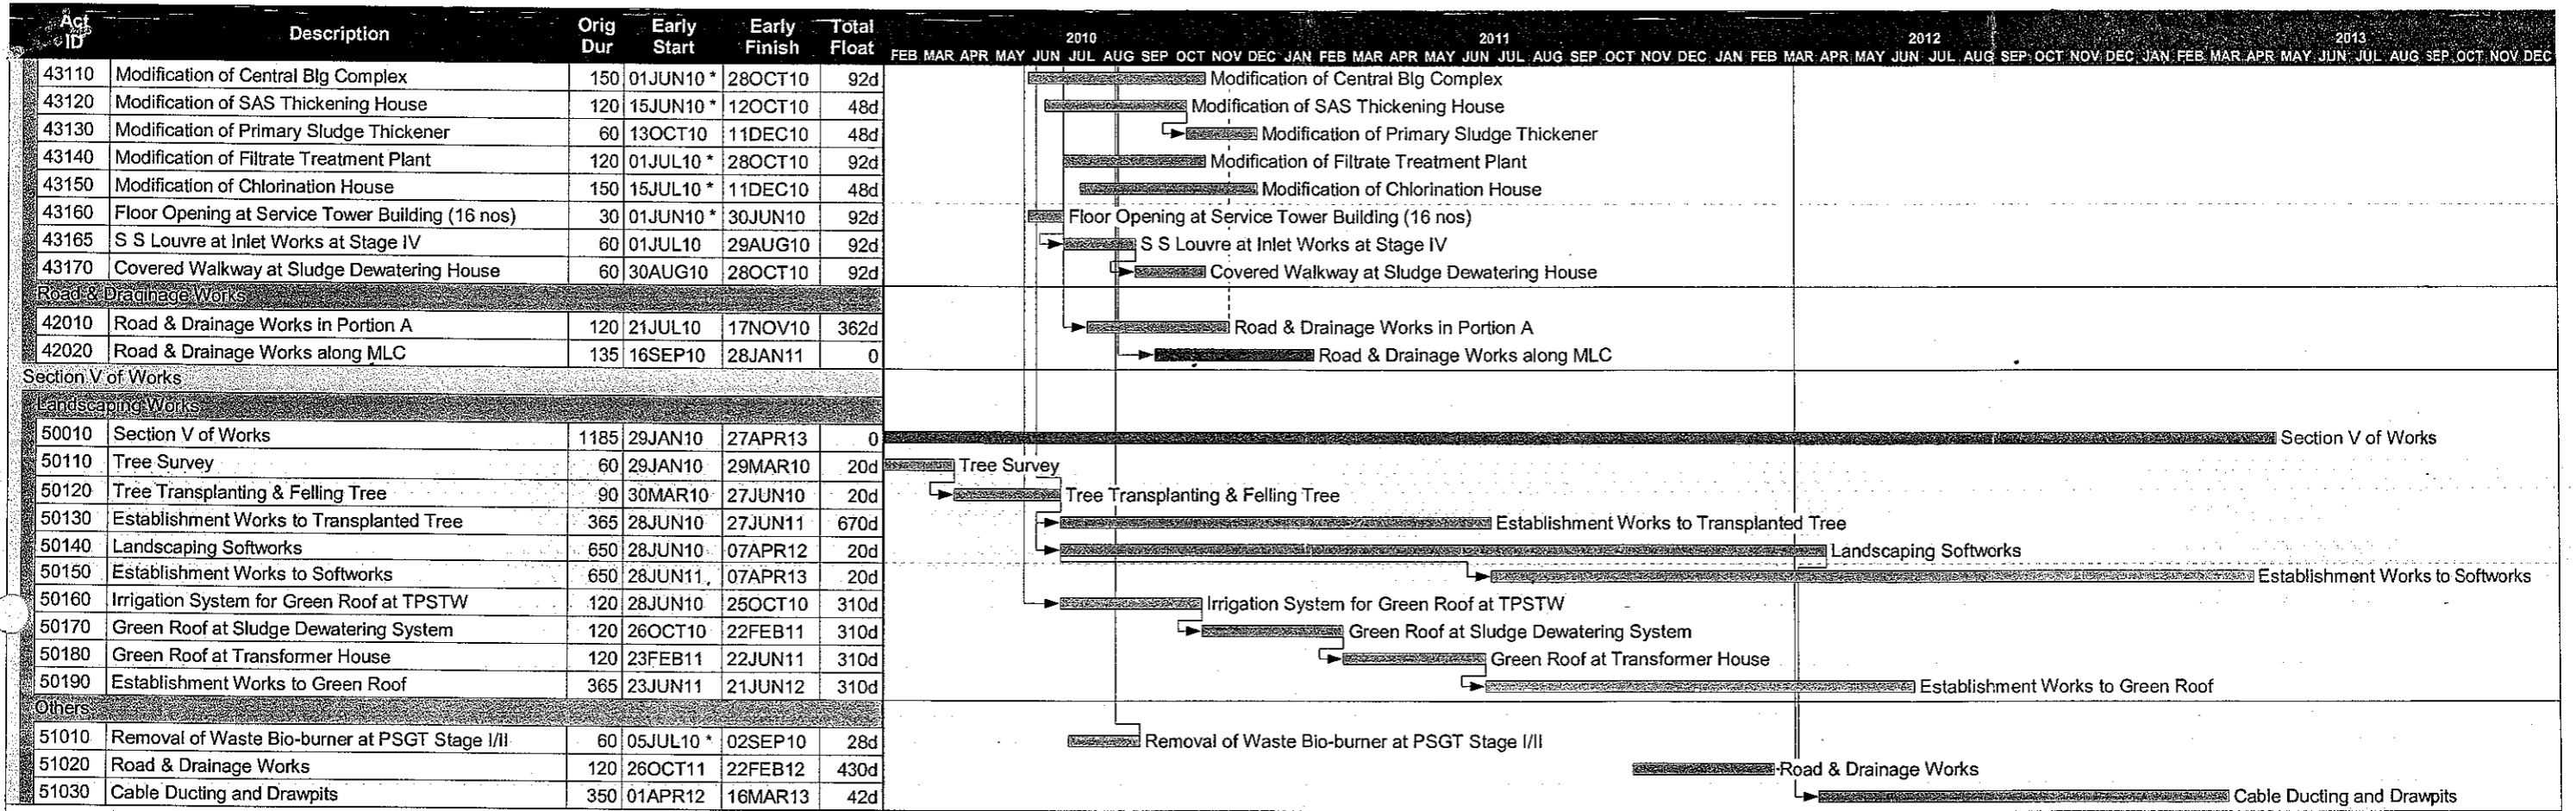 Act ID Description Orig Dur Early Start Early Finish Total Float
2010 2011 2012 2013
FEB MAR APR MAY JUN JUL AUG SEP OCT NOV DEC JAN FEB MAR APR MAY JUN JUL AUG SEP OCT NOV DEC JAN FEB MAR APR MAY JUN JUL AUG SEP OCT NOV DEC JAN FEB MAR APR MAY JUN JUL AUG SEP OCT NOV DEC
43110 Modification of Central Blg Complex 150 01JUN10 * 28OCT10 92d Modification of Central Blg Complex
43120 Modification of SAS Thickening House 120 15JUN10 * 12OCT10 48d Modification of SAS Thickening House
43130 Modification of Primary Sludge Thickener 60 13OCT10 11DEC10 48d Modification of Primary Sludge Thickener
43140 Modification of Filtrate Treatment Plant 120 01JUL10 * 28OCT10 92d Modification of Filtrate Treatment Plant
43150 Modification of Chlorination House 150 15JUL10 * 11DEC10 48d Modification of Chlorination House
43160 Floor Opening at Service Tower Building (16 nos) 30 01JUN10 * 30JUN10 92d Floor Opening at Service Tower Building (16 nos)
43165 S S Louvre at Inlet Works at Stage IV 60 01JUL10 29AUG10 92d S S Louvre at Inlet Works at Stage IV
43170 Covered Walkway at Sludge Dewatering House 60 30AUG10 28OCT10 92d Covered Walkway at Sludge Dewatering House
Road & Draginage Works
42010 Road & Drainage Works in Portion A 120 21JUL10 17NOV10 362d Road & Drainage Works in Portion A
42020 Road & Drainage Works along MLC 135 16SEP10 28JAN11 0 Road & Drainage Works along MLC
Section V of Works
Landscaping Works
50010 Section V of Works 1185 29JAN10 27APR13 0 Section V of Works
50110 Tree Survey 60 29JAN10 29MAR10 20d Tree Survey
50120 Tree Transplanting & Felling Tree 90 30MAR10 27JUN10 20d Tree Transplanting & Felling Tree
50130 Establishment Works to Transplanted Tree 365 28JUN10 27JUN11 670d Establishment Works to Transplanted Tree
50140 Landscaping Softworks 650 28JUN10 07APR12 20d Landscaping Softworks
50150 Establishment Works to Softworks 650 28JUN11 07APR13 20d Establishment Works to Softworks
50160 Irrigation System for Green Roof at TPSTW 120 28JUN10 25OCT10 310d Irrigation System for Green Roof at TPSTW
50170 Green Roof at Sludge Dewatering System 120 26OCT10 22FEB11 310d Green Roof at Sludge Dewatering System
50180 Green Roof at Transformer House 120 23FEB11 22JUN11 310d Green Roof at Transformer House
50190 Establishment Works to Green Roof 365 23JUN11 21JUN12 310d Establishment Works to Green Roof
Others
51010 Removal of Waste Bio-burner at PSGT Stage I/II 60 05JUL10 * 02SEP10 28d Removal of Waste Bio-burner at PSGT Stage I/II
51020 Road & Drainage Works 120 26OCT11 22FEB12 430d Road & Drainage Works
51030 Cable Ducting and Drawpits 350 01APR12 16MAR13 42d Cable Ducting and Drawpits